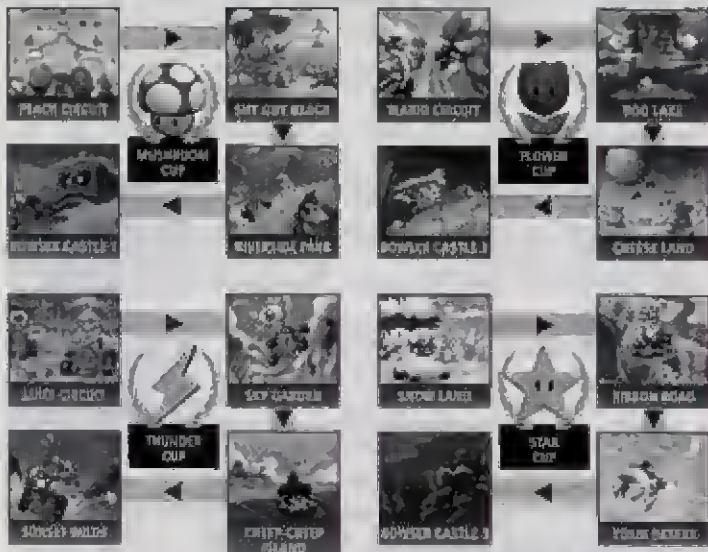 PEACH CIRCUIT
SHY GUY BEACH
MUSHROOM
CUP
BOWSER CASTLE 1
RIVERSIDE PARK
MARIO CIRCUIT
BOO LAKE
FLOWER
CUP
BOWSER CASTLE 2
CHEESE LAND
LUIGI CIRCUIT
SKY GARDEN
THUNDER
CUP
SUNSET WILDS
CHEEP-CHEEP
ISLAND
SNOW LAND
RIBBON ROAD
STAR
CUP
BOWSER CASTLE 3
YOSHI DESERT